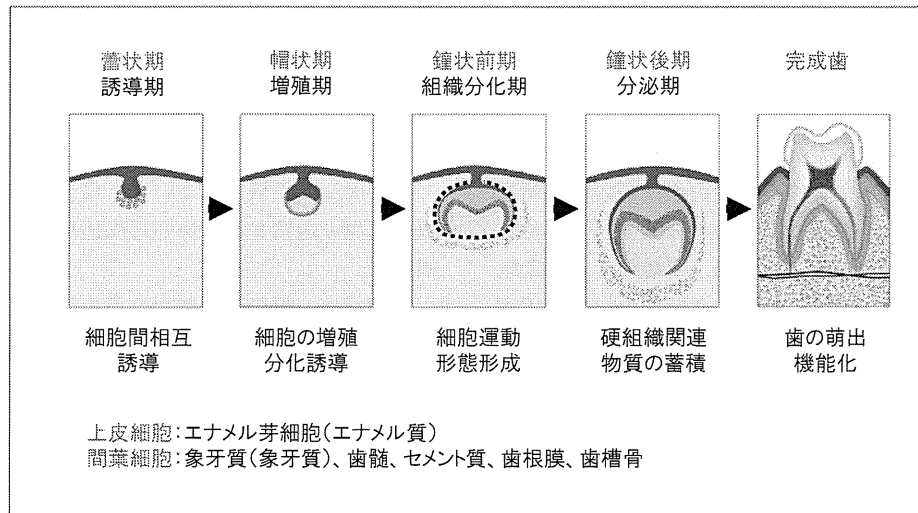 蕾状期 帽状期 鐘状前期 鐘状後期 完成歯
誘導期 増殖期 組織分化期 分泌期
細胞間相互 細胞の増殖 細胞運動 硬組織関連 歯の萌出
誘導 分化誘導 形態形成 物質の蓄積 機能化
上皮細胞：エナメル芽細胞（エナメル質）
間葉細胞：象牙質（象牙質）、歯髄、セメント質、歯根膜、歯槽骨